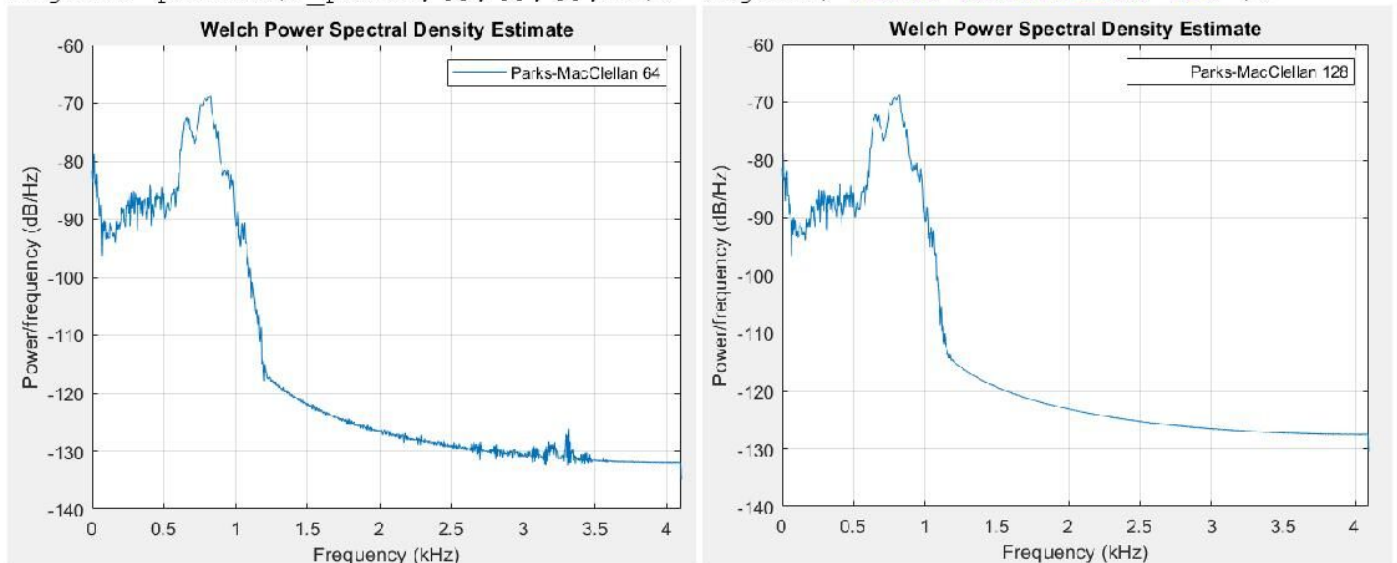 Welch Power Spectral Density Estimate
Parks-MacClellan 64
-60
-70
-80
-90
-100
-110
-120
-130
-140
Power/frequency (dB/Hz)
0 0.5 1 1.5 2 2.5 3 3.5 4
Frequency (kHz)
Welch Power Spectral Density Estimate
Parks-MacClellan 128
-60
-70
-80
-90
-100
-110
-120
-130
-140
Power/frequency (dB/Hz)
0 0.5 1 1.5 2 2.5 3 3.5 4
Frequency (kHz)